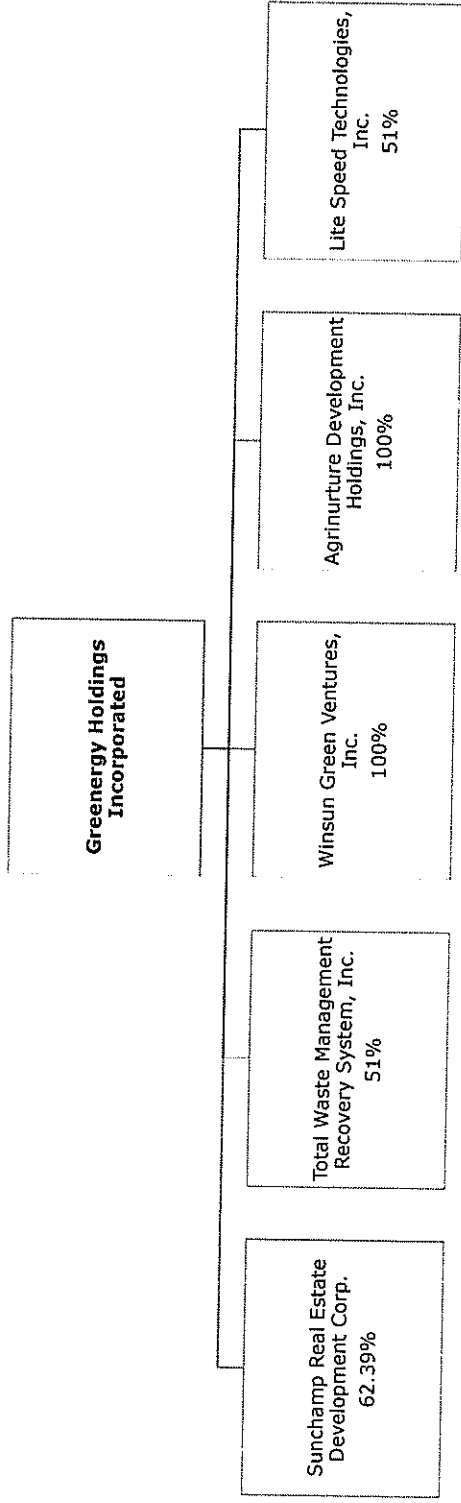 Greenergy Holdings
Incorporated
Sunchamp Real Estate
Development Corp.
62.39%
Total Waste Management
Recovery System, Inc.
51%
Winsun Green Ventures,
Inc.
100%
Agrinurture Development
Holdings, Inc.
100%
Lite Speed Technologies,
Inc.
51%